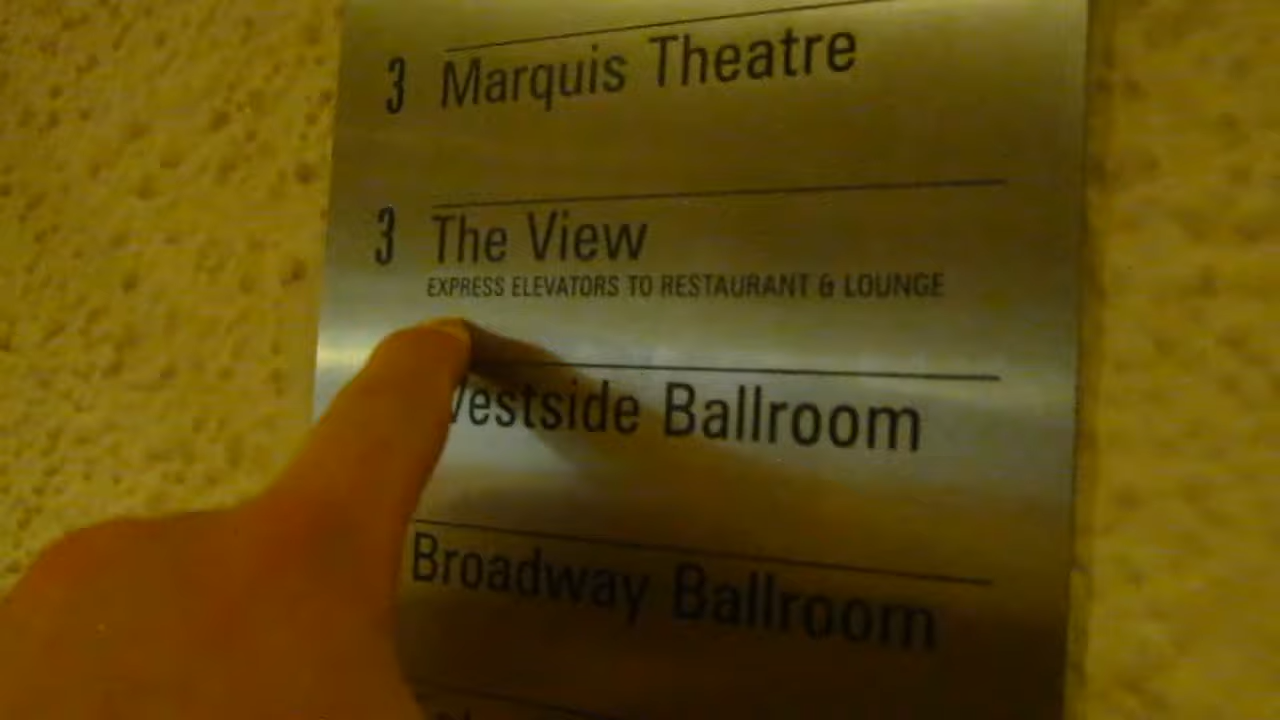 3 Marquis Theatre
3 The View
EXPRESS ELEVATORS TO RESTAURANT & LOUNGE
Westside Ballroom
Broadway Ballroom